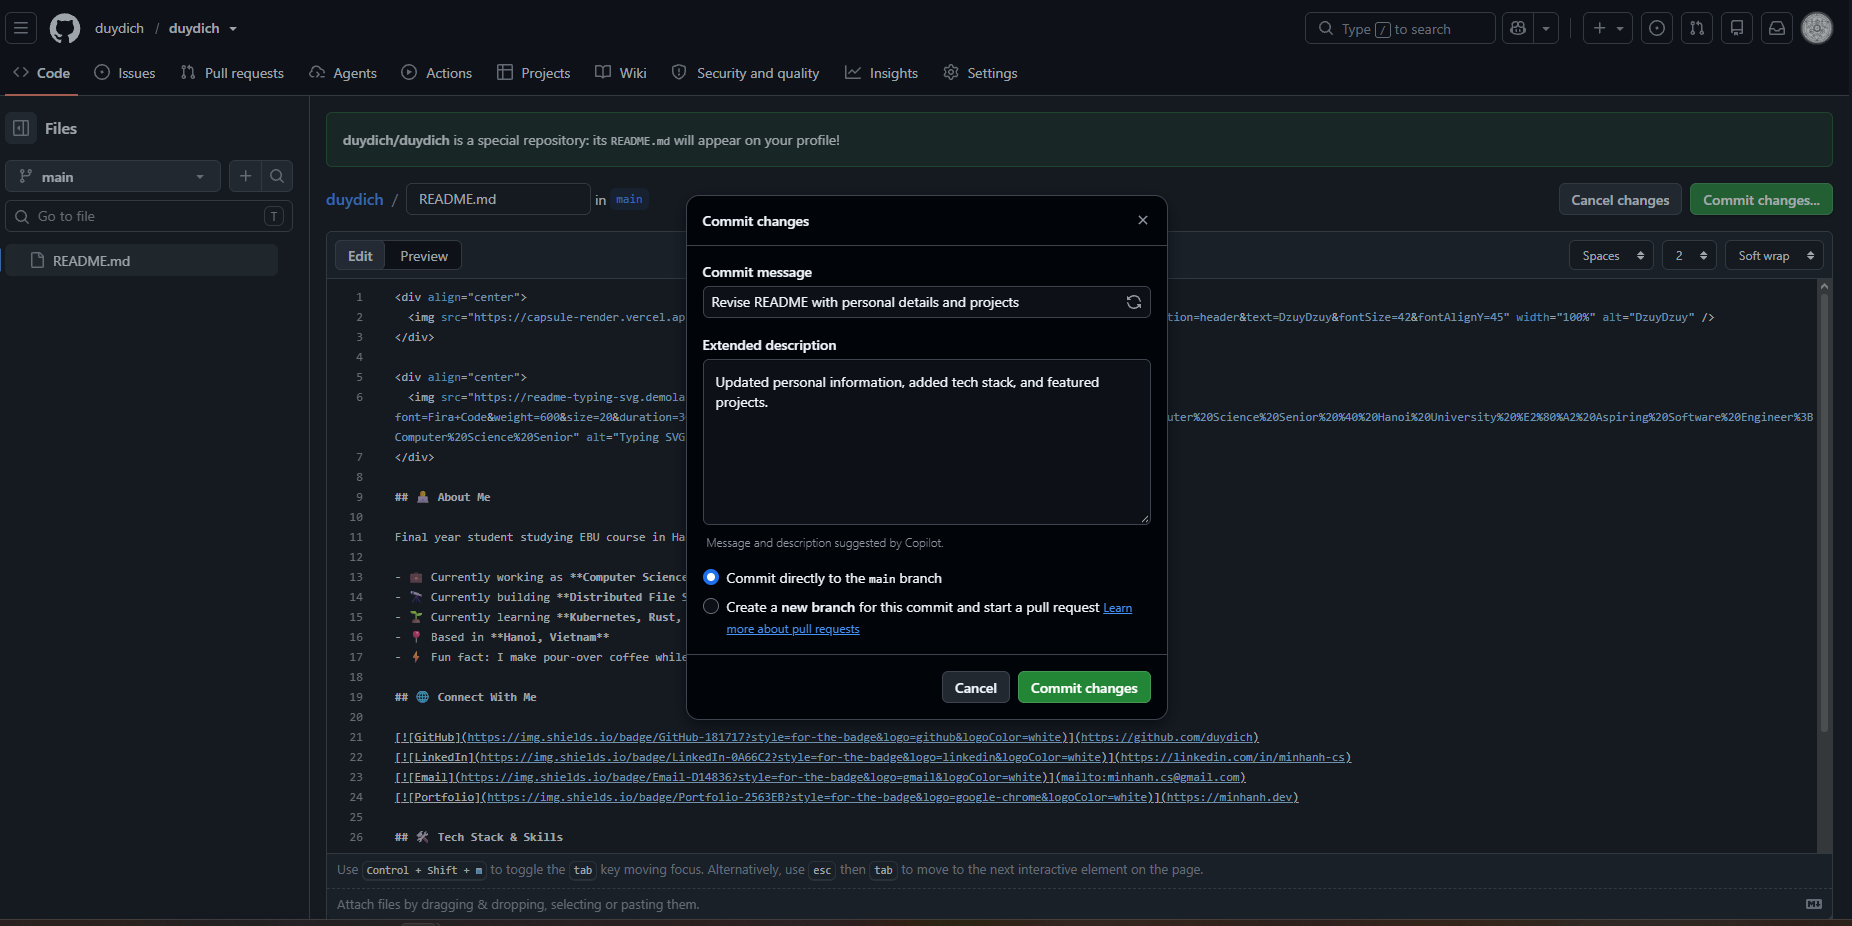 duydich / duydich
Type / to search
Code
Issues
Pull requests
Agents
Actions
Projects
Wiki
Security and quality
Insights
Settings
Files
main
Go to file
T
README.md
duydich/duydich is a special repository: its README.md will appear on your profile!
duydich / README.md in main
Cancel changes
Commit changes...
Edit
Preview
Spaces
2
Soft wrap
1 <div align="center">
2 <img src="https://capsule-render.vercel.ap tion=header&text=DzuyDzuy&fontSize=42&fontAlignY=45" width="100%" alt="DzuyDzuy" />
3 </div>
4
5 <div align="center">
6 <img src="https://readme-typing-svg.demola
font=Fira+Code&weight=600&size=20&duration=3 uter%20Science%20Senior%20%40%20Hanoi%20University%20%E2%80%A2%20Aspiring%20Software%20Engineer%3B
Computer%20Science%20Senior" alt="Typing SVG
7 </div>
8
9 ## 🧑‍💻 About Me
10
11 Final year student studying EBU course in Ha
12
13 - 💼 Currently working as **Computer Science
14 - 🔭 Currently building **Distributed File S
15 - 🌱 Currently learning **Kubernetes, Rust,
16 - 📍 Based in **Hanoi, Vietnam**
17 - ⚡ Fun fact: I make pour-over coffee while
18
19 ## 🌐 Connect With Me
20
21 [![GitHub](https://img.shields.io/badge/GitHub-181717?style=for-the-badge&logo=github&logoColor=white)](https://github.com/duydich)
22 [![LinkedIn](https://img.shields.io/badge/LinkedIn-0A66C2?style=for-the-badge&logo=linkedin&logoColor=white)](https://linkedin.com/in/minhanh-cs)
23 [![Email](https://img.shields.io/badge/Email-D14836?style=for-the-badge&logo=gmail&logoColor=white)](mailto:minhanh.cs@gmail.com)
24 [![Portfolio](https://img.shields.io/badge/Portfolio-2563EB?style=for-the-badge&logo=google-chrome&logoColor=white)](https://minhanh.dev)
25
26 ## 🛠 Tech Stack & Skills
Use Control + Shift + m to toggle the tab key moving focus. Alternatively, use esc then tab to move to the next interactive element on the page.
Attach files by dragging & dropping, selecting or pasting them.
Commit changes
Commit message
Revise README with personal details and projects
Extended description
Updated personal information, added tech stack, and featured
projects.
Message and description suggested by Copilot.
Commit directly to the main branch
Create a new branch for this commit and start a pull request Learn
more about pull requests
Cancel
Commit changes